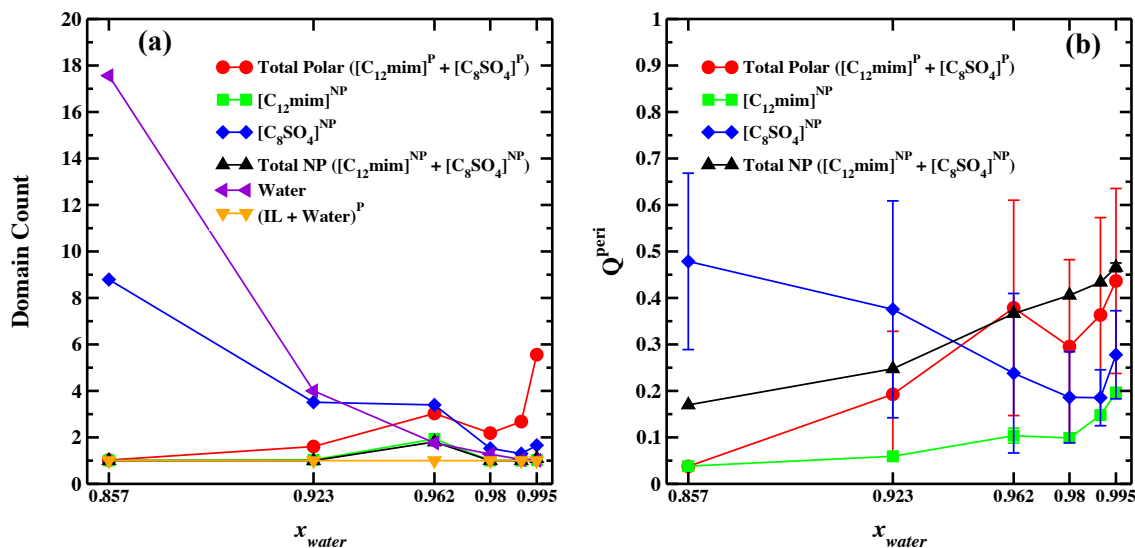 (a)
20
18
16
14
12
10
8
6
4
2
0
Domain Count
Total Polar ([C12mim]^P + [C8SO4]^P)
[C12mim]^NP
[C8SO4]^NP
Total NP ([C12mim]^NP + [C8SO4]^NP)
Water
(IL + Water)^P
0.857 0.923 0.962 0.98 0.995
x_water
(b)
1
0.9
0.8
0.7
0.6
0.5
0.4
0.3
0.2
0.1
0
Q^peri
Total Polar ([C12mim]^P + [C8SO4]^P)
[C12mim]^NP
[C8SO4]^NP
Total NP ([C12mim]^NP + [C8SO4]^NP)
0.857 0.923 0.962 0.98 0.995
x_water